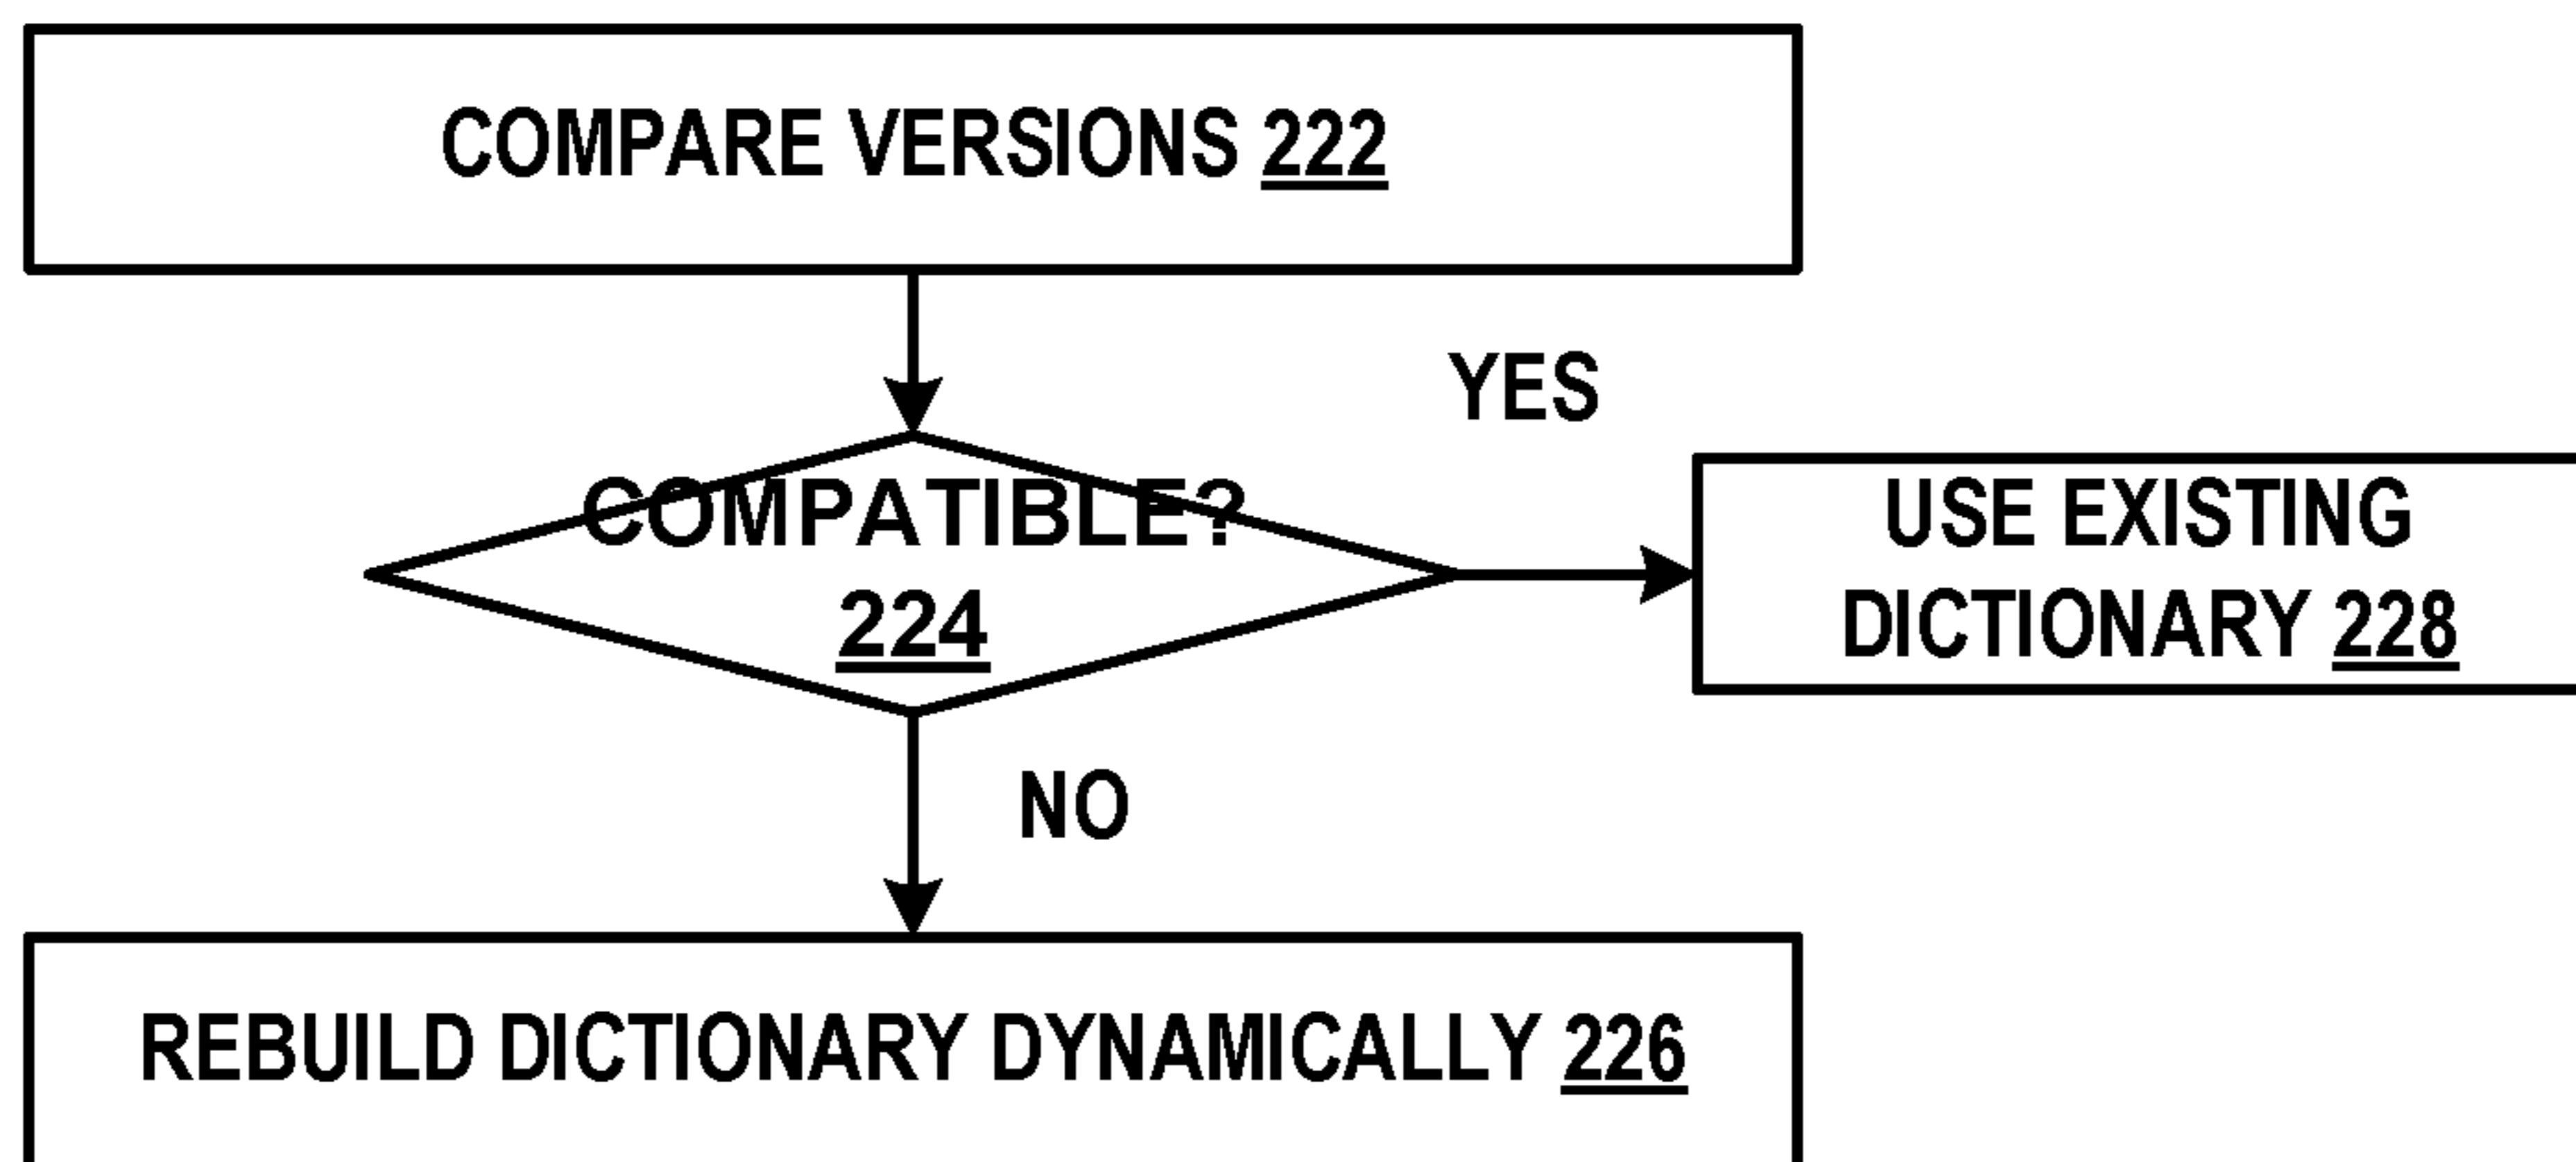 COMPARE VERSIONS 222
YES
COMPATIBLE?
224
USE EXISTING
DICTIONARY 228
NO
REBUILD DICTIONARY DYNAMICALLY 226